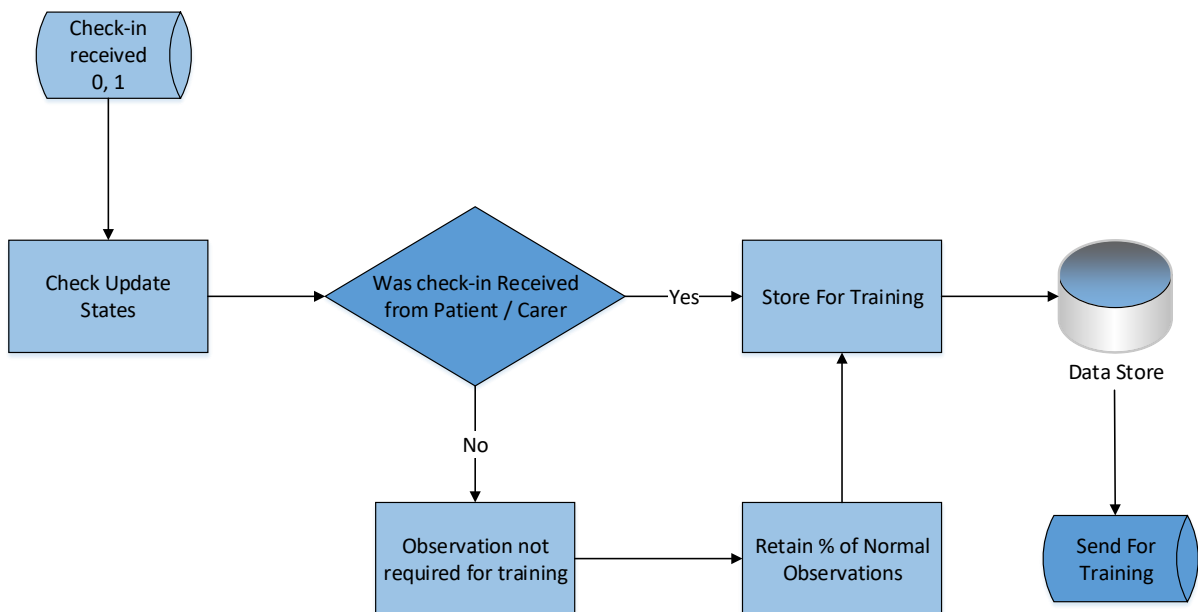 Check-in
received
0, 1
Check Update
States
Was check-in Received
from Patient / Carer
Yes
Store For Training
Data Store
No
Observation not
required for training
Retain % of Normal
Observations
Send For
Training